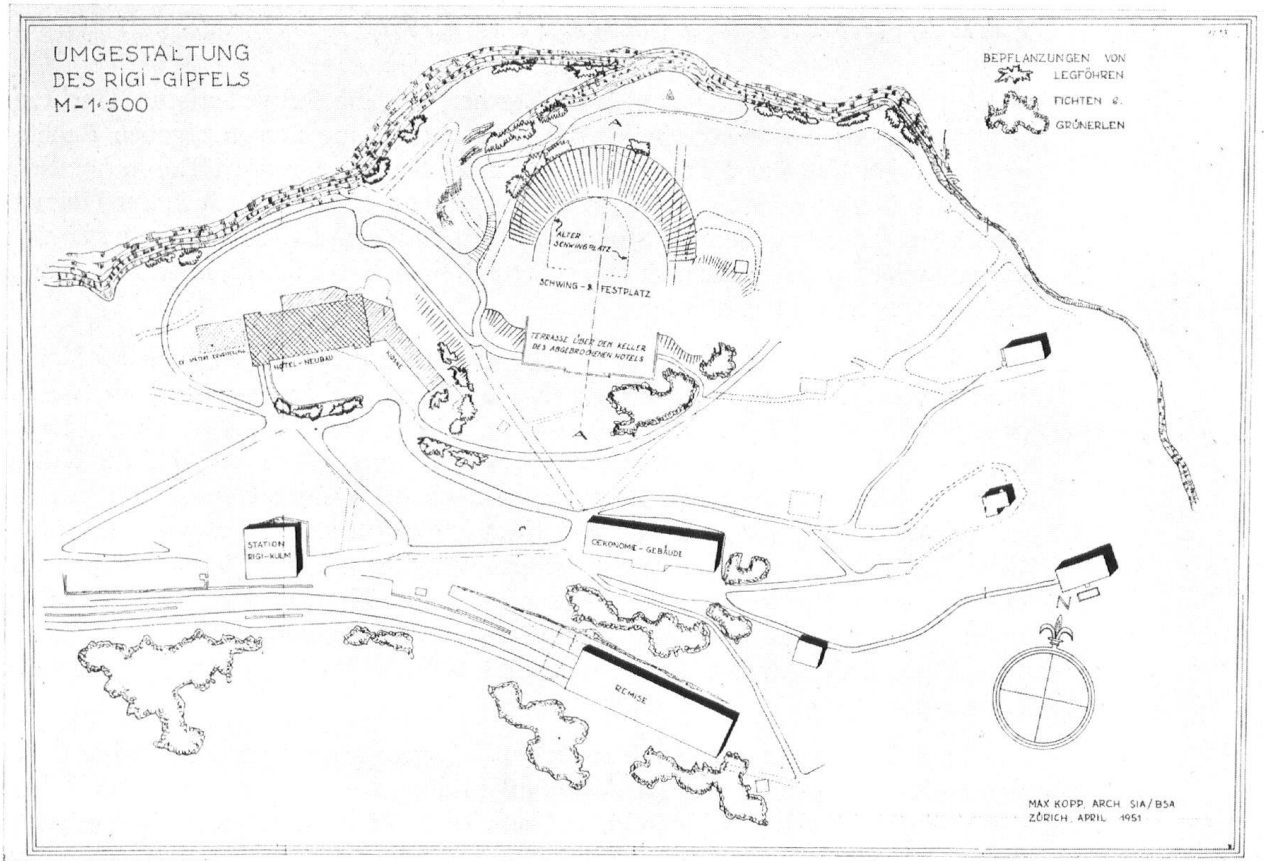 UMGESTALTUNG
DES RIGI-GIPFELS
M-1:500
BEPFLANZUNGEN VON
LEGFÖHREN
FICHTEN &
GRÜNERLEN
A
ALTER
SCHWINGPLATZ
SCHWING- & FESTPLATZ
TERRASSE ÜBER DEM KELLER
DES ABGEBROCHENEN HOTELS
A
SPÄTERE ERWEITERUNG
HOTEL-NEUBAU
STATION
RIGI-KULM
OEKONOMIE-GEBÄUDE
REMISE
N
MAX KOPP, ARCH. SIA/BSA
ZÜRICH, APRIL 1951